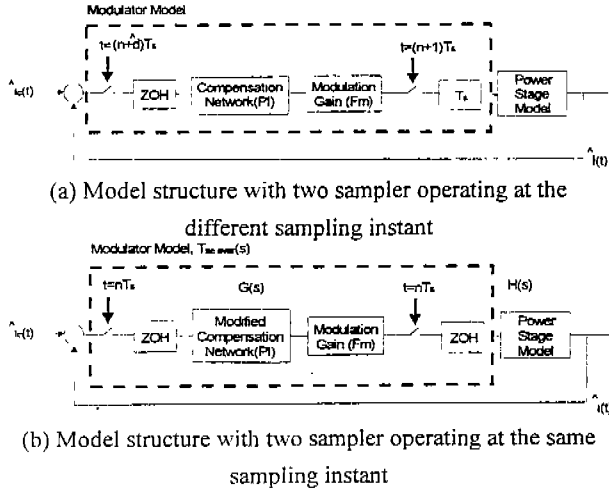 Modulator Model
t=(n+d̂)Tₛ
t=(n+1)Tₛ
ZOH
Compensation
Network(PI)
Modulation
Gain (Fm)
Tₛ
Power
Stage
Model
î(t)
(a) Model structure with two sampler operating at the
different sampling instant
Modulator Model,
t=nTₛ
G(s)
t=nTₛ
H(s)
ZOH
Modified
Compensation
Network(PI)
Modulation
Gain (Fm)
ZOH
Power
Stage
Model
î(t)
(b) Model structure with two sampler operating at the same
sampling instant